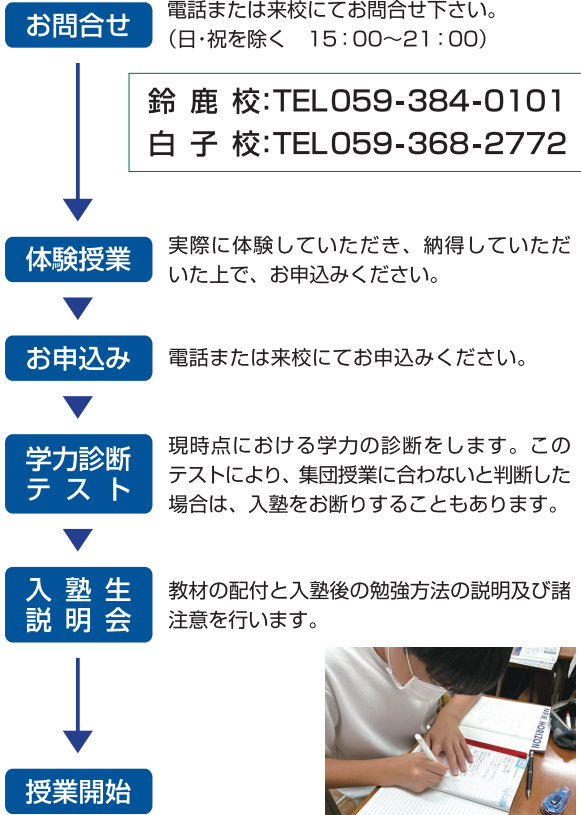 お問合せ
電話または来校にてお問合せ下さい。
（日・祝を除く　15：00～21：00）
鈴 鹿 校：TEL059-384-0101
白 子 校：TEL059-368-2772
体験授業
実際に体験していただき、納得していただ
いた上で、お申込みください。
お申込み
電話または来校にてお申込みください。
学力診断
テ ス ト
現時点における学力の診断をします。この
テストにより、集団授業に合わないと判断した
場合は、入塾をお断りすることもあります。
入 塾 生
説 明 会
教材の配付と入塾後の勉強方法の説明及び諸
注意を行います。
HORIZON
授業開始